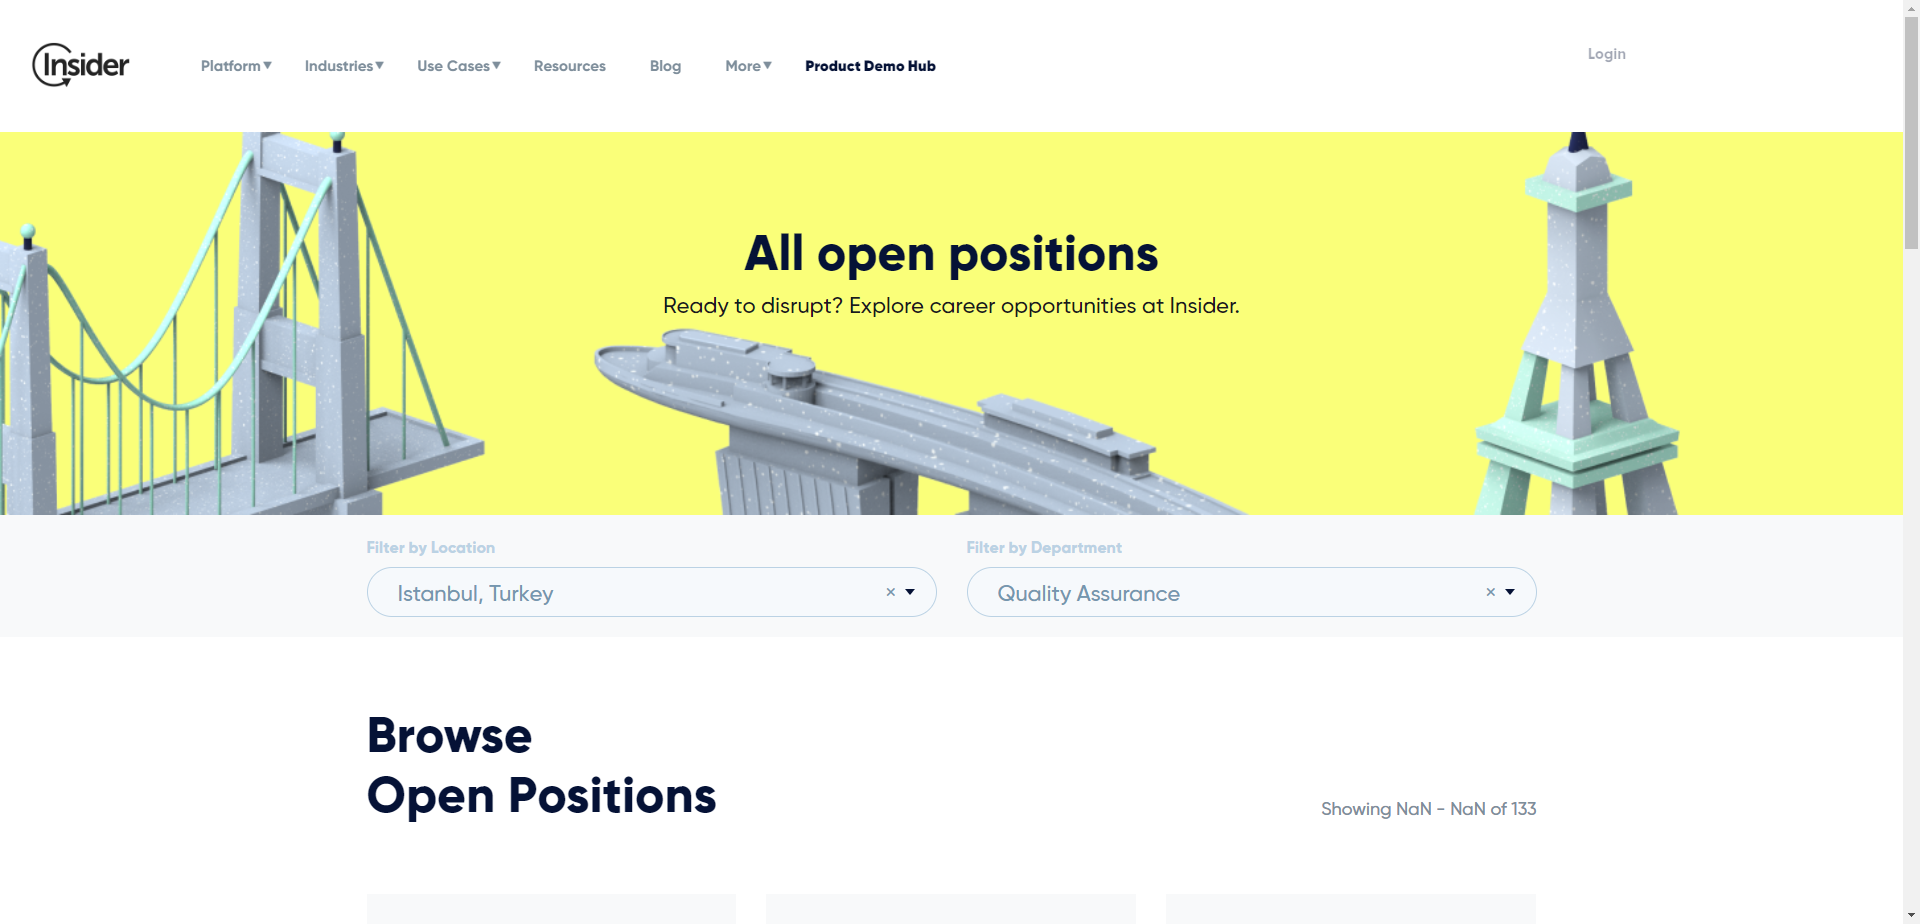 Insider
Platform▼ Industries▼ Use Cases▼ Resources Blog More▼ Product Demo Hub
Login
All open positions
Ready to disrupt? Explore career opportunities at Insider.
Filter by Location
Istanbul, Turkey ×
Filter by Department
Quality Assurance ×
Browse
Open Positions
Showing NaN - NaN of 133